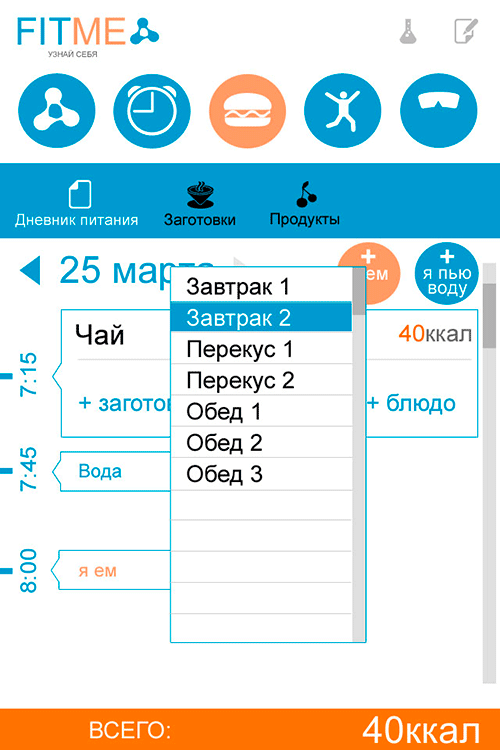 FITME
УЗНАЙ СЕБЯ
Дневник питания
Заготовки
Продукты
25 марта
+
ем
+
я пью
воду
Завтрак 1
Завтрак 2
Перекус 1
Перекус 2
Обед 1
Обед 2
Обед 3
7:15
Чай
40ккал
+ загото
+ блюдо
7:45
Вода
8:00
я ем
ВСЕГО:
40ккал